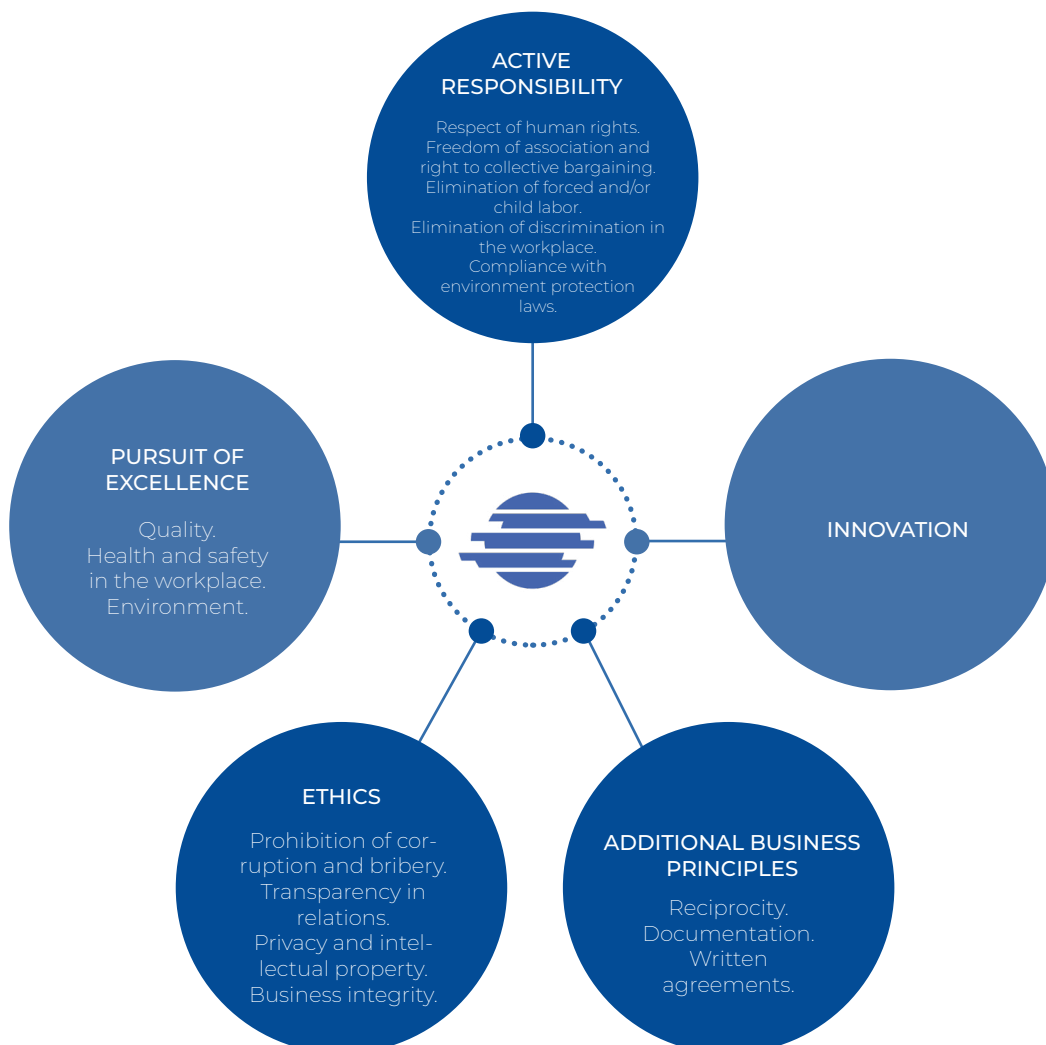 ACTIVE
RESPONSIBILITY
Respect of human rights.
Freedom of association and
right to collective bargaining.
Elimination of forced and/or
child labor.
Elimination of discrimination in
the workplace.
Compliance with
environment protection
laws.
PURSUIT OF
EXCELLENCE
Quality.
Health and safety
in the workplace.
Environment.
INNOVATION
ETHICS
Prohibition of cor-
ruption and bribery.
Transparency in
relations.
Privacy and intel-
lectual property.
Business integrity.
ADDITIONAL BUSINESS
PRINCIPLES
Reciprocity.
Documentation.
Written
agreements.